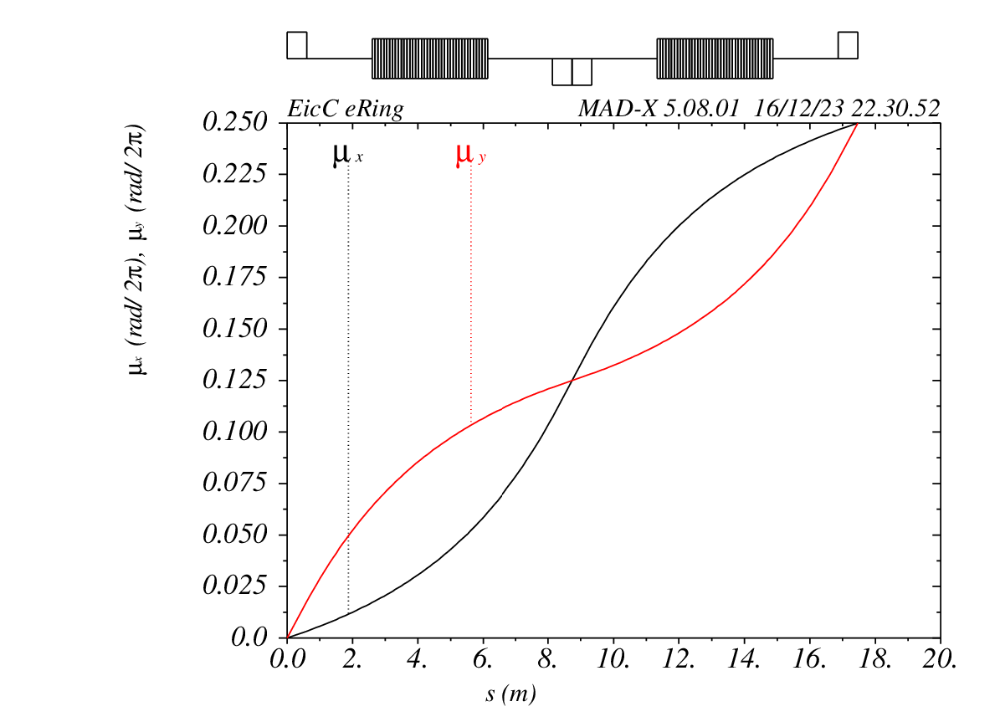 EicC eRing MAD-X 5.08.01 16/12/23 22.30.52
μx (rad/ 2π), μy (rad/ 2π)
0.250
0.225
0.200
0.175
0.150
0.125
0.100
0.075
0.050
0.025
0.0
μ x μ y
0.0 2. 4. 6. 8. 10. 12. 14. 16. 18. 20.
s (m)